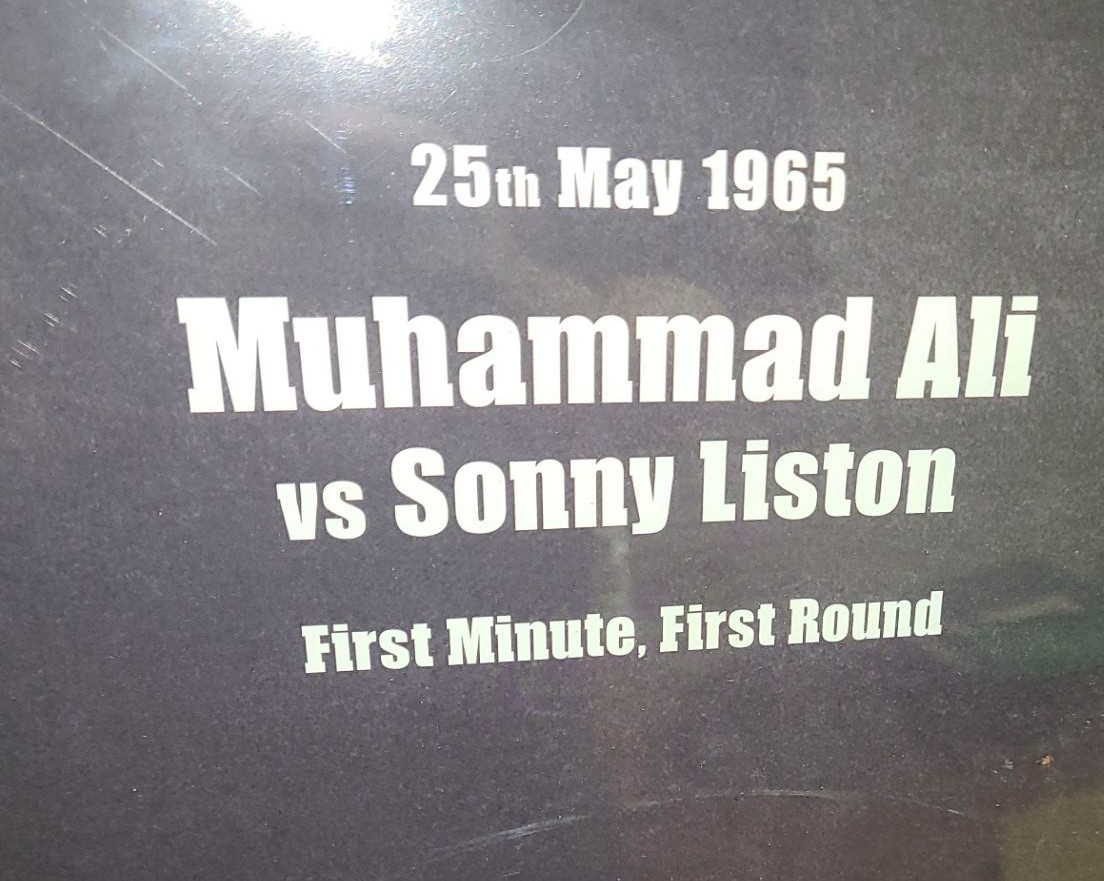 25th May 1965
Muhammad Ali
vs Sonny Liston
First Minute, First Round